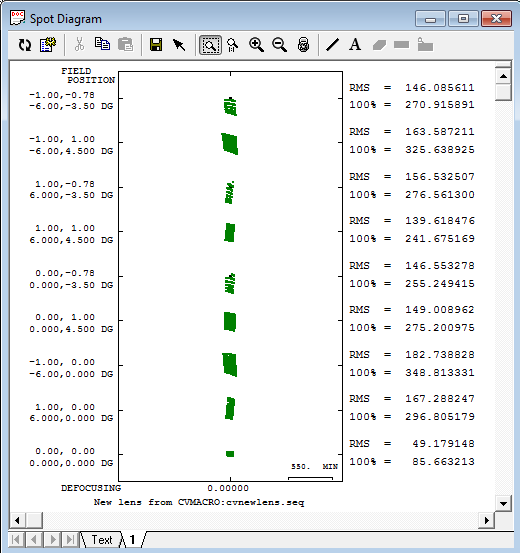 Spot Diagram
FIELD
POSITION
-1.00,-0.78
-6.00,-3.50 DG
RMS = 146.085611
100% = 270.915891
-1.00, 1.00
-6.00,4.500 DG
RMS = 163.587211
100% = 325.638925
1.00,-0.78
6.000,-3.50 DG
RMS = 156.532507
100% = 276.561300
1.00, 1.00
6.000,4.500 DG
RMS = 139.618476
100% = 241.675169
0.00,-0.78
0.000,-3.50 DG
RMS = 146.553278
100% = 255.249415
0.00, 1.00
0.000,4.500 DG
RMS = 149.008962
100% = 275.200975
-1.00, 0.00
-6.00,0.000 DG
RMS = 182.738828
100% = 348.813331
1.00, 0.00
6.000,0.000 DG
RMS = 167.288247
100% = 296.805179
0.00, 0.00
0.000,0.000 DG
RMS = 49.179148
100% = 85.663213
550. MIN
DEFOCUSING 0.00000
New lens from CVMACRO:cvnewlens.seq
Text 1